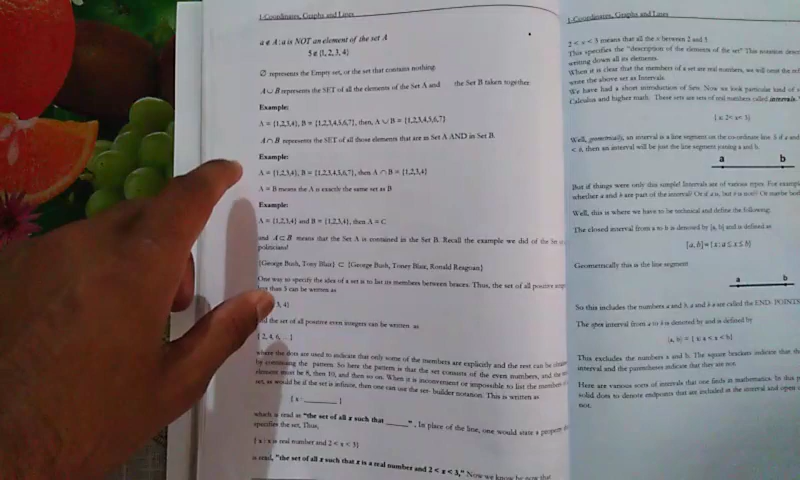 1-Coordinates, Graphs and Lines
a ∉ A : a is NOT an element of the set A
5 ∉ {1, 2, 3, 4}
∅ represents the Empty set, or the set that contains nothing.
A ∪ B represents the SET of all the elements of the Set A and the Set B taken together
Example:
A = {1,2,3,4}, B = {1,2,3,4,5,6,7}, then, A ∪ B = {1,2,3,4,5,6,7}
A ∩ B represents the SET of all those elements that are in Set A AND in Set B.
Example:
A = {1,2,3,4}, B = {1,2,3,4,5,6,7}, then A ∩ B = {1,2,3,4}
A = B means the A is exactly the same set as B
Example:
A = {1,2,3,4} and B = {1,2,3,4}, then A = C
and A ⊂ B means that the Set A is contained in the Set B. Recall the example we did of the Set
politicians!
{George Bush, Tony Blair} ⊂ {George Bush, Toney Blair, Ronald Reagean}
One way to specify the idea of a set is to list its members between braces. Thus, the set of all positive
less than 5 can be written as
3, 4}
and the set of all positive even integers can be written as
{ 2, 4, 6, ...}
where the dots are used to indicate that only some of the members are explicitly and the rest can be
by continuing the pattern. So here the pattern is that the set consists of the even numbers, and the
element must be 8, then 10, and then so on. When it is inconvenient or impossible to list the members
set, as would be if the set is infinite, then one can use the set-builder notation. This is written as
{ x : ________ }
which is read as "the set of all x such that ______". In place of the line, one would state a property
specifies the set, Thus,
{ x : x is real number and 2 < x < 3}
is read, "the set of all x such that x is a real number and 2 < x < 3," Now we know by now that
1-Coordinates, Graphs and Lines
2 < x < 3 means that all the x between 2 and 3.
This specifies the "description of the elements of the set" This notation
writing down all its elements.
When it is clear that the members of a set are real numbers, we will omit the
write the above set as Intervals.
We have had a short introduction of Sets. Now we look particular kind of
Calculus and higher math. These sets are sets of real numbers called intervals.
{ x: 2< x< 3}
Well, geometrically, an interval is a line segment on the co-ordinate line. S if a and
< b, then an interval will be just the line segment joining a and b.
a b
But if things were only this simple! Intervals are of various types. For
whether a and b are part of the interval? Or if a is, but b is not?? Or maybe
Well, this is where we have to be technical and define the following:
The closed interval from a to b is denoted by [a, b] and is defined as
[a, b] = {x : a ≤ x ≤ b}
Geometrically this is the line segment
a b
So this includes the numbers a and b. a and b a are called the END- POINTS
The open interval from a to b is denoted by and is defined by
(a, b) = { x: a < x < b}
This excludes the numbers a and b. The square brackets indicate that the
interval and the parentheses indicate that they are not.
Here are various sorts of intervals that one finds in mathematics. In this
solid dots to denote endpoints that are included in the interval and open
not.